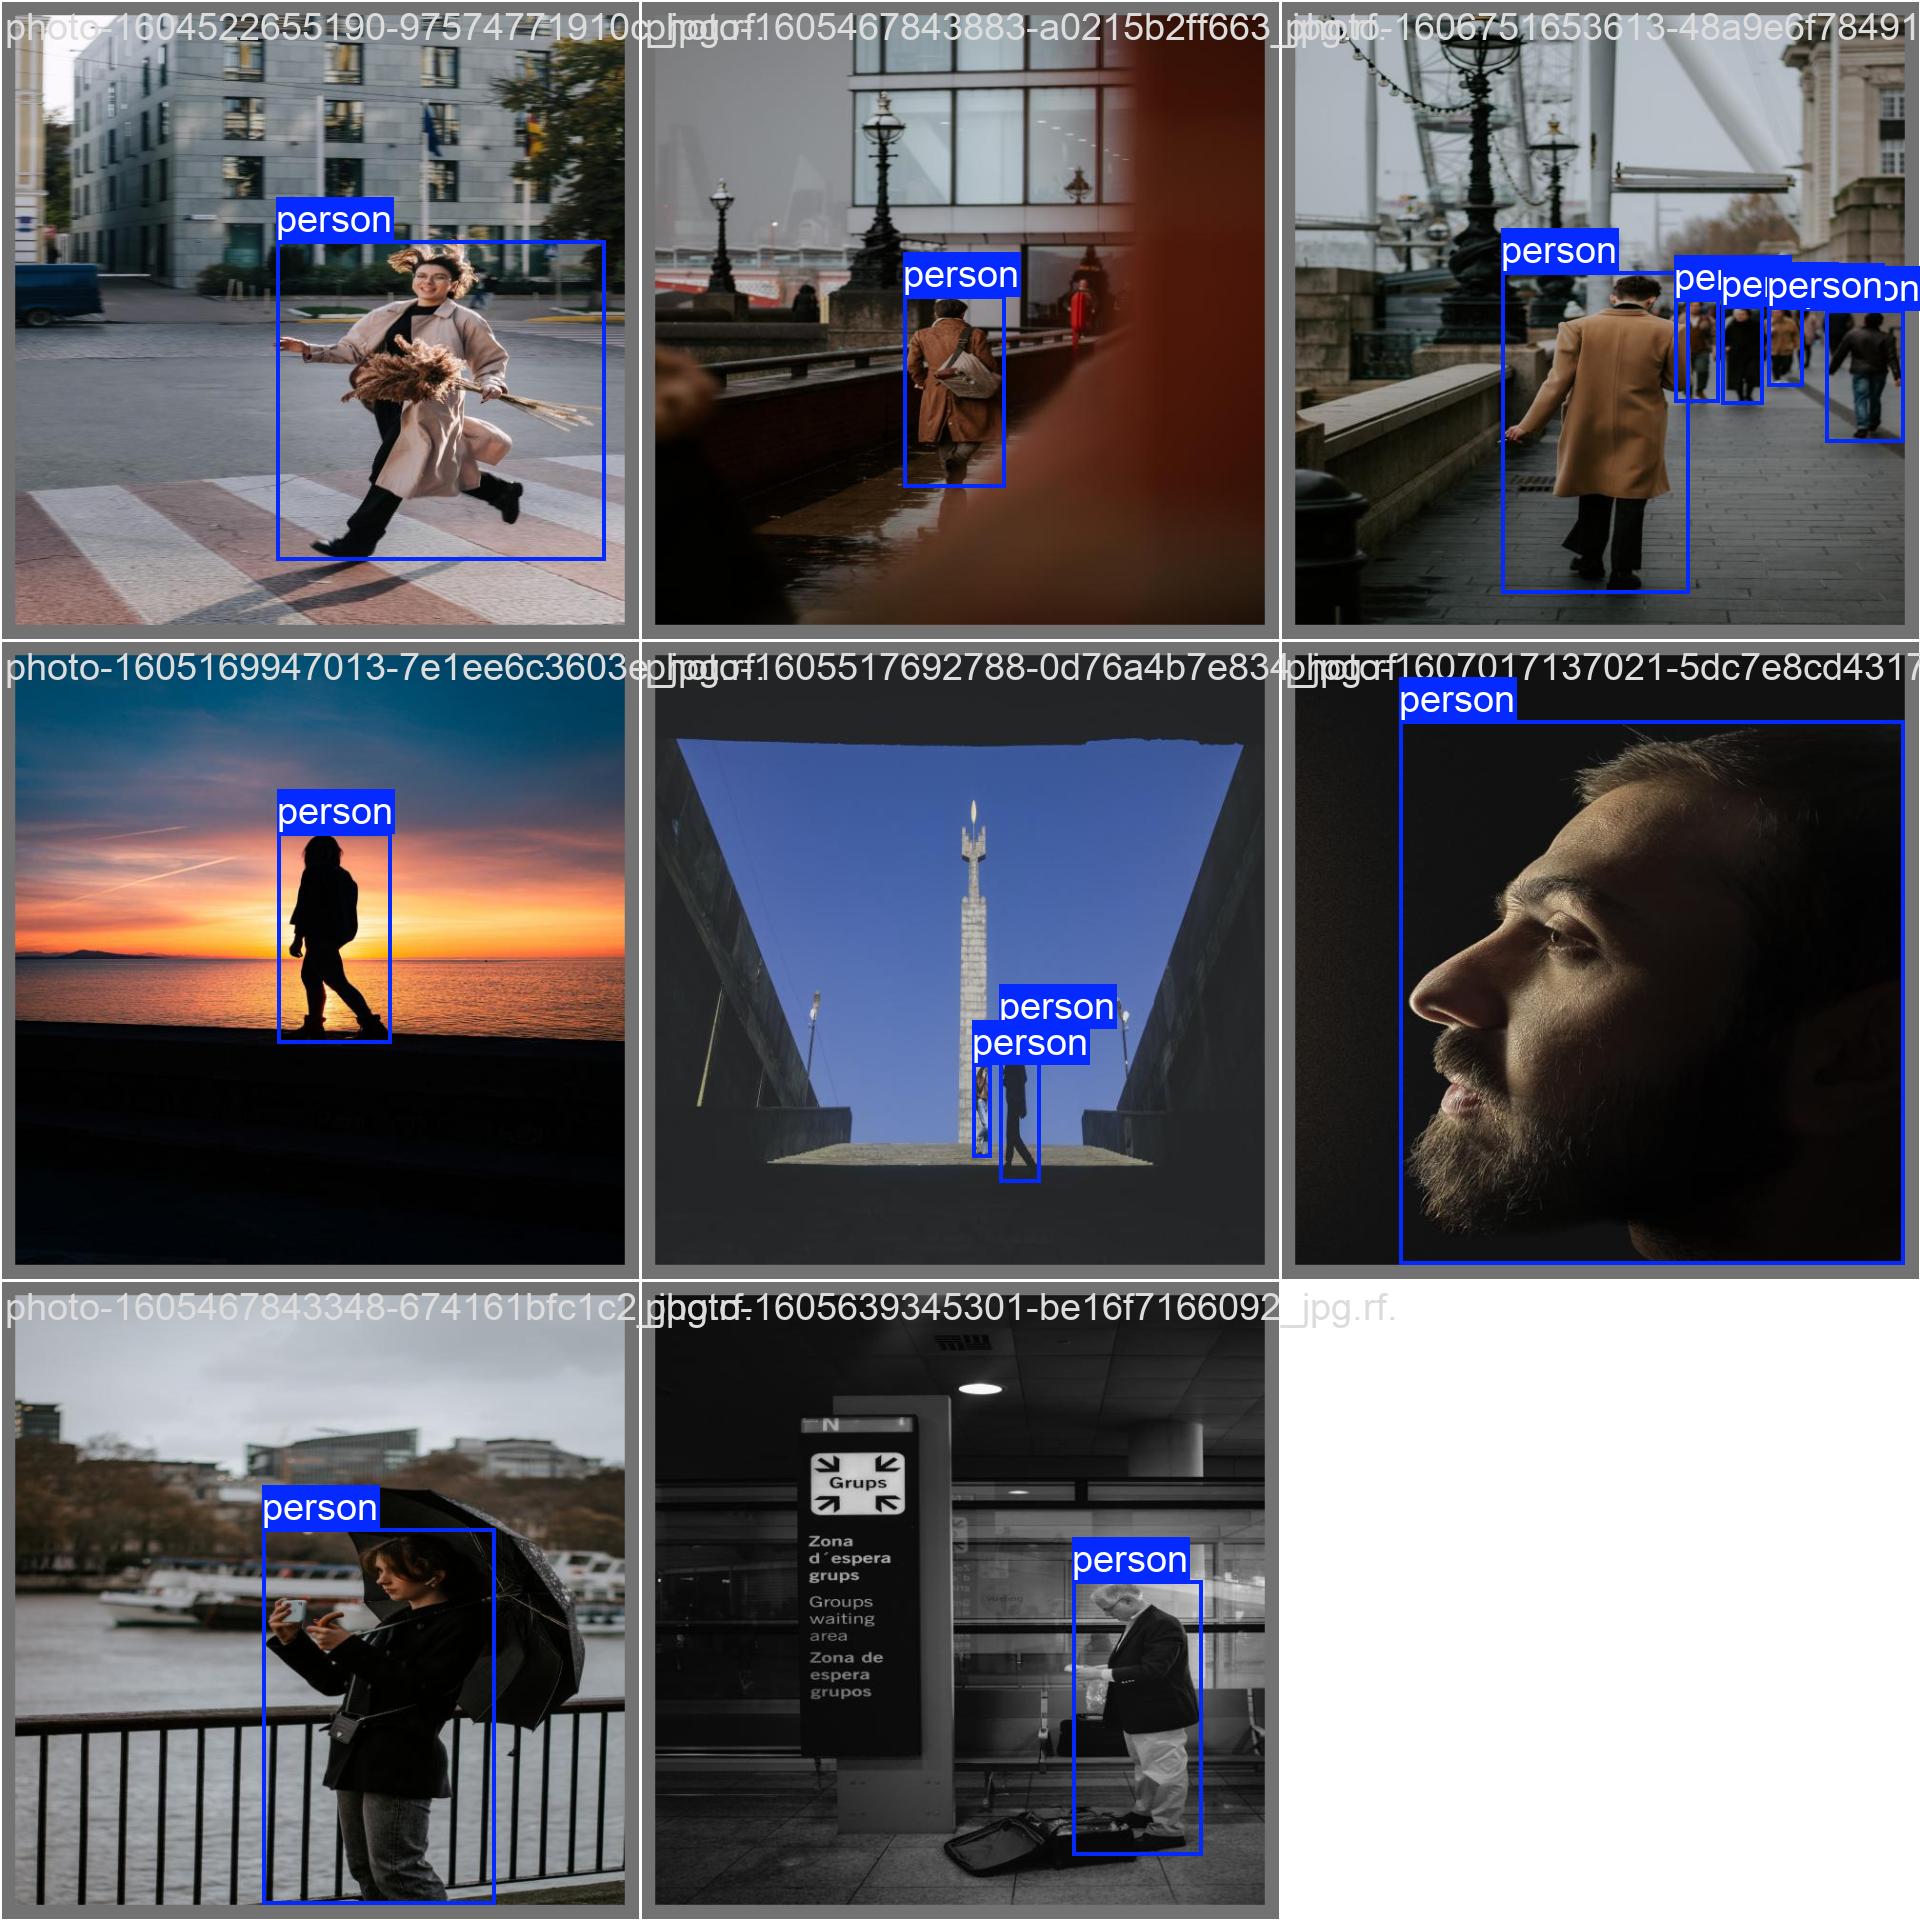 photo-1604522655190-97574771910c_jpg.rf.
photo-1605467843883-a0215b2ff663_jpg.rf.
photo-1606751653613-48a9e6f78491
person
person
person
person
photo-1605169947013-7e1ee6c3603e_jpg.rf.
photo-1605517692788-0d76a4b7e834_jpg.rf
photo-1607017137021-5dc7e8cd4317
person
person
person
person
photo-1605467843348-674161bfc1c2_jpg.rf.
photo-1605639345301-be16f7166092_jpg.rf.
person
N
Grups
Zona
d´espera
grups
Groups
waiting
area
Zona de
espera
grupos
person